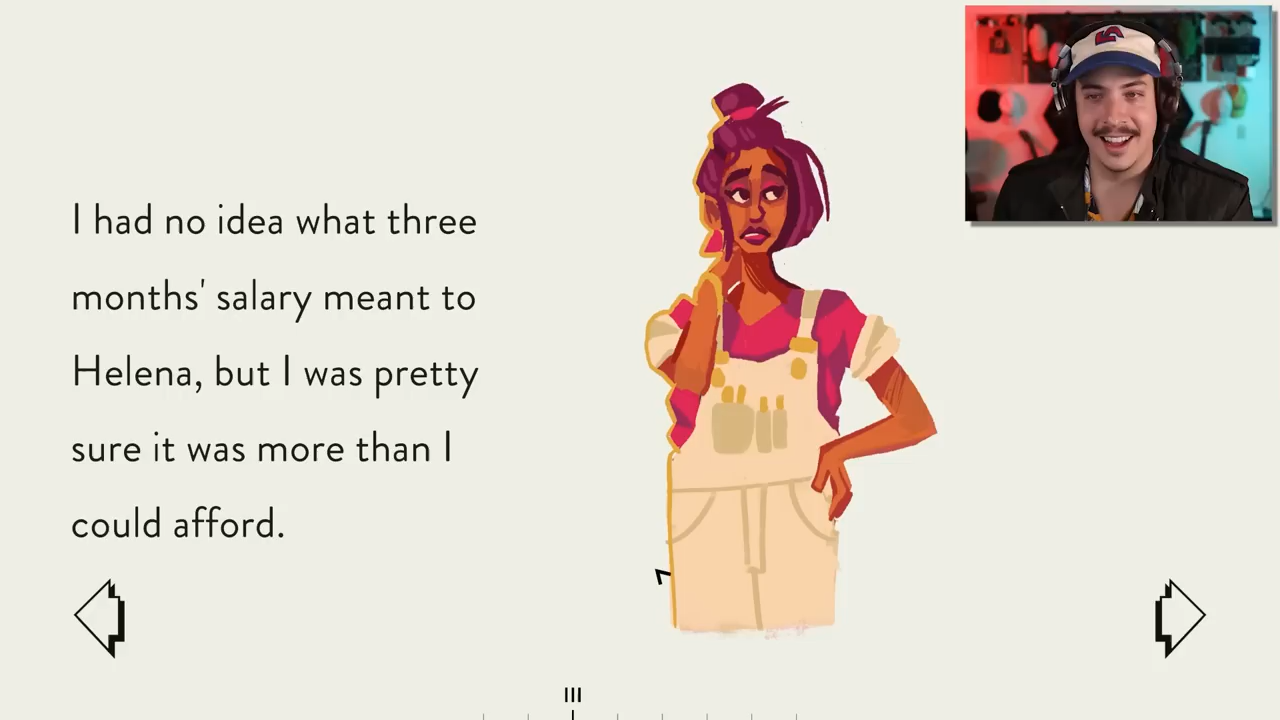 I had no idea what three
months' salary meant to
Helena, but I was pretty
sure it was more than I
could afford.
III